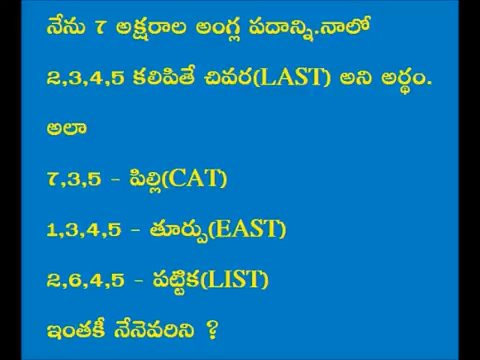 నేను 7 అక్షరాల అంగ్ల పదాన్ని.నాలో
2,3,4,5 కలిపితే చివర(LAST) అని అర్థం.
అలా
7,3,5 - పిల్లి(CAT)
1,3,4,5 - తూర్పు(EAST)
2,6,4,5 - పట్టిక(LIST)
ఇంతకీ నేనెవరిని ?